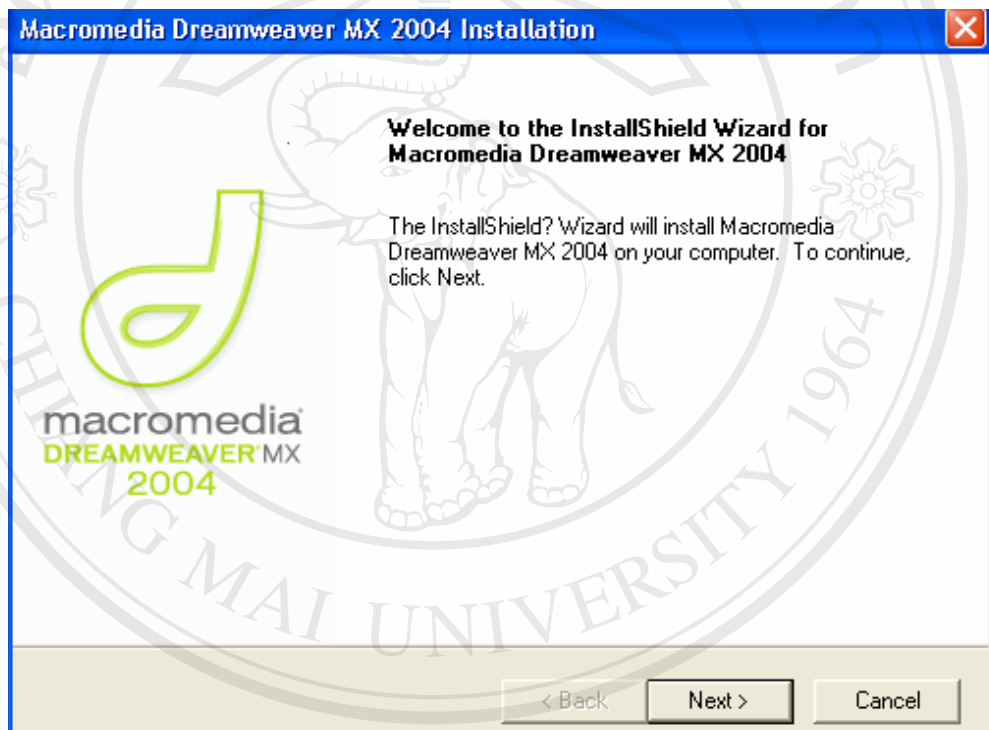 Macromedia Dreamweaver MX 2004 Installation
Welcome to the InstallShield Wizard for
Macromedia Dreamweaver MX 2004
The InstallShield? Wizard will install Macromedia
Dreamweaver MX 2004 on your computer. To continue,
click Next.
macromedia
DREAMWEAVER MX
2004
CHIANG MAI UNIVERSITY 1964
< Back
Next >
Cancel